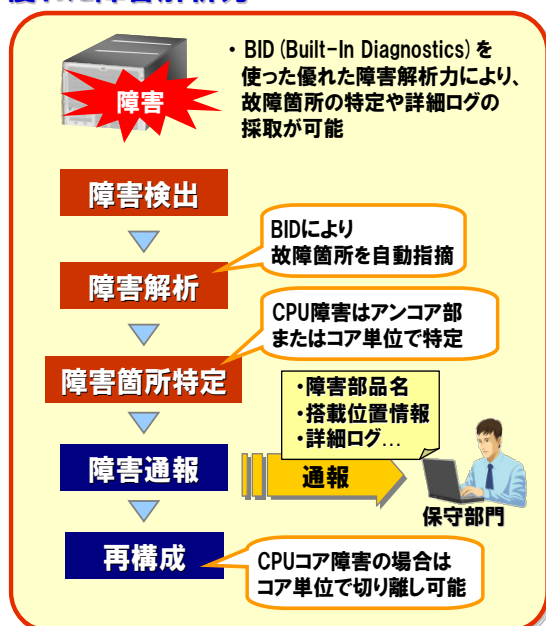 障害
・BID(Built-In Diagnostics)を
使った優れた障害解析力により、
故障箇所の特定や詳細ログの
採取が可能
障害検出
BIDにより
故障箇所を自動指摘
障害解析
CPU障害はアンコア部
またはコア単位で特定
障害箇所特定
・障害部品名
・搭載位置情報
・詳細ログ…
障害通報
通報
保守部門
再構成
CPUコア障害の場合は
コア単位で切り離し可能